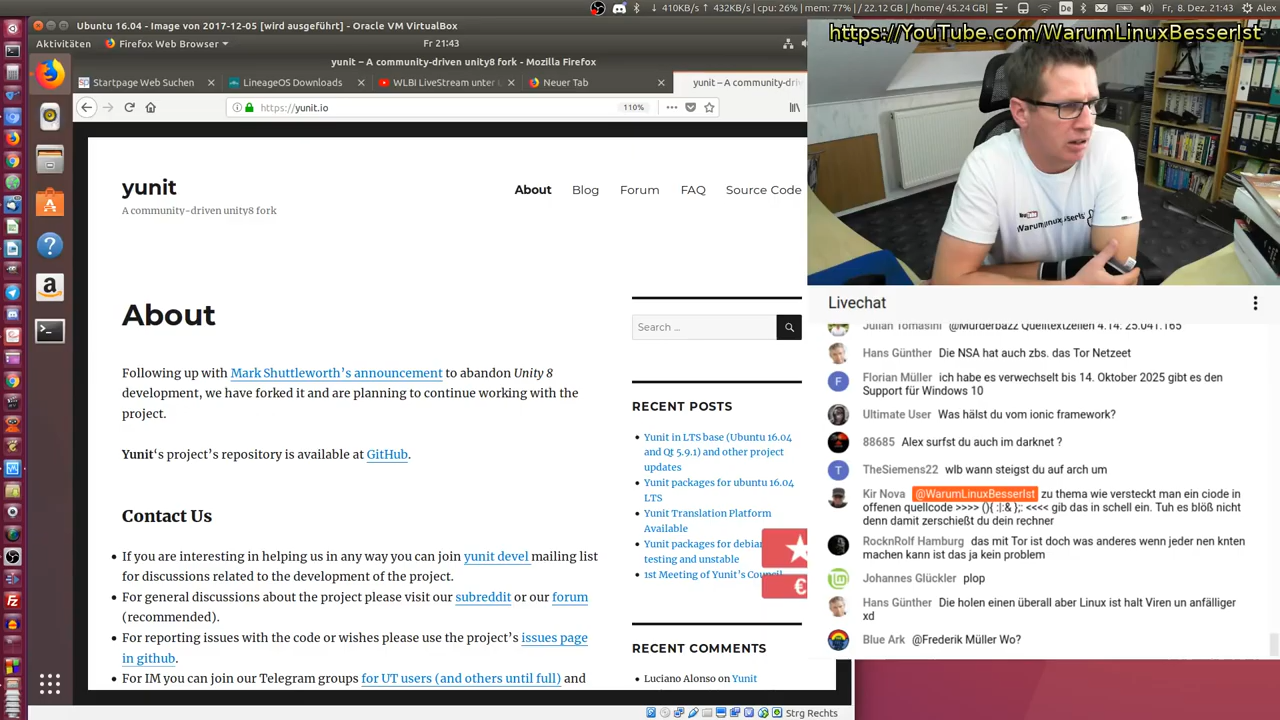 410KB/s
432KB/s
cpu: 26%
mem: 77%
22.12 GB/home/45.24 GB
De
Fr, 8. Dez. 21:43
Alex
Ubuntu 16.04 - Image von 2017-12-05 [wird ausgeführt] - Oracle VM VirtualBox
Aktivitäten
Firefox Web Browser
Fr 21:43
yunit – A community-driven unity8 fork - Mozilla Firefox
Startpage Web Suchen
LineageOS Downloads
WLBI LiveStream unter L
Neuer Tab
yunit – A community-driv
https://yunit.io
110%
yunit
A community-driven unity8 fork
About
Blog
Forum
FAQ
Source Code
About
Following up with Mark Shuttleworth's announcement to abandon Unity 8
development, we have forked it and are planning to continue working with the
project.
Yunit's project's repository is available at GitHub.
Contact Us
If you are interesting in helping us in any way you can join yunit devel mailing list
for discussions related to the development of the project.
For general discussions about the project please visit our subreddit or our forum
(recommended).
For reporting issues with the code or wishes please use the project's issues page
in github.
For IM you can join our Telegram groups for UT users (and others until full) and
Search ...
RECENT POSTS
Yunit in LTS base (Ubuntu 16.04
and Qt 5.9.1) and other project
updates
Yunit packages for ubuntu 16.04
LTS
Yunit Translation Platform
Available
Yunit packages for debian
testing and unstable
1st Meeting of Yunit's Council
RECENT COMMENTS
Luciano Alonso on Yunit
Strg Rechts
https://YouTube.com/WarumLinuxBesserIst
YouTube
WarumLinuxBesserIst
Livechat
Julian Tomasini @Murderbazz Quelltextzeilen 4.14. 25.041.165
Hans Günther Die NSA hat auch zbs. das Tor Netzeet
Florian Müller ich habe es verwechselt bis 14. Oktober 2025 gibt es den
Support für Windows 10
Ultimate User Was hälst du vom ionic framework?
88685 Alex surfst du auch im darknet ?
TheSiemens22 wlb wann steigst du auf arch um
Kir Nova @WarumLinuxBesserIst zu thema wie versteckt man ein ciode in
offenen quellcode >>>> (){ :|:& };: <<<< gib das in schell ein. Tuh es blöß nicht
denn damit zerschießt du dein rechner
RocknRolf Hamburg das mit Tor ist doch was anderes wenn jeder nen knten
machen kann ist das ja kein problem
Johannes Glückler plop
Hans Günther Die holen einen überall aber Linux ist halt Viren un anfälliger
xd
Blue Ark @Frederik Müller Wo?